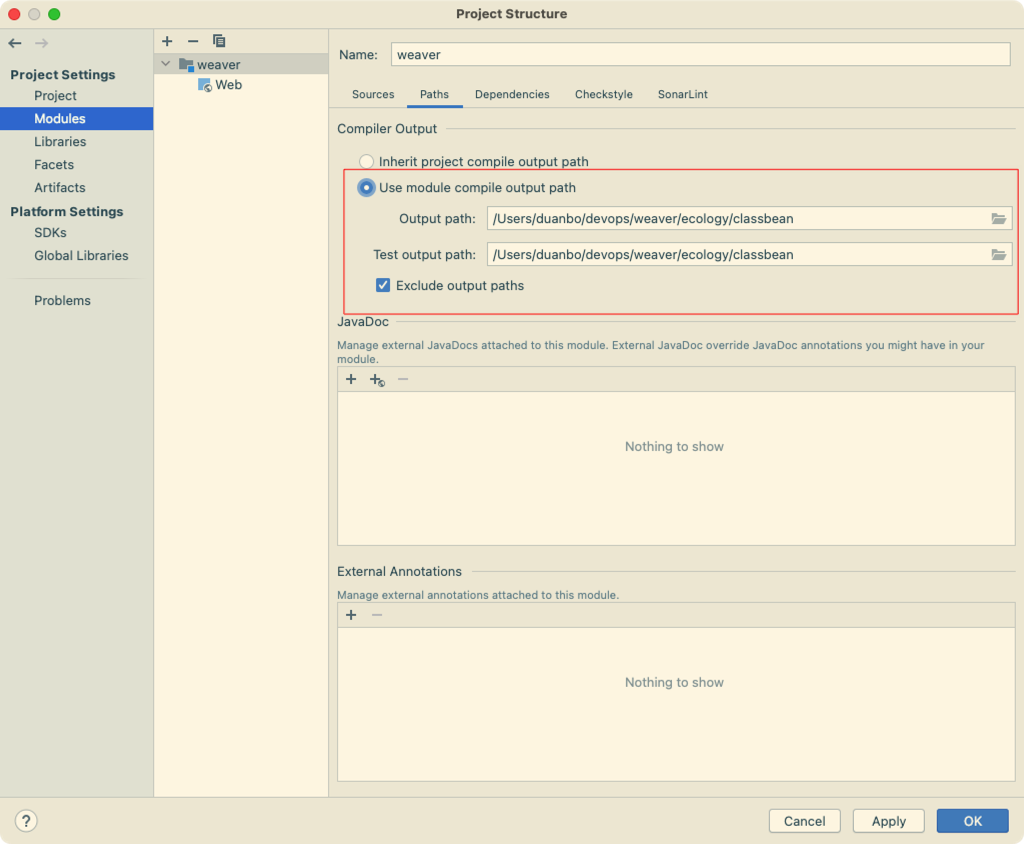 Project Structure
Project Settings
Project
Modules
Libraries
Facets
Artifacts
Platform Settings
SDKs
Global Libraries
Problems
weaver
Web
Name: weaver
Sources Paths Dependencies Checkstyle SonarLint
Compiler Output
Inherit project compile output path
Use module compile output path
Output path: /Users/duanbo/devops/weaver/ecology/classbean
Test output path: /Users/duanbo/devops/weaver/ecology/classbean
Exclude output paths
JavaDoc
Manage external JavaDocs attached to this module. External JavaDoc override JavaDoc annotations you might have in your
module.
Nothing to show
External Annotations
Manage external annotations attached to this module.
Nothing to show
?
Cancel Apply OK